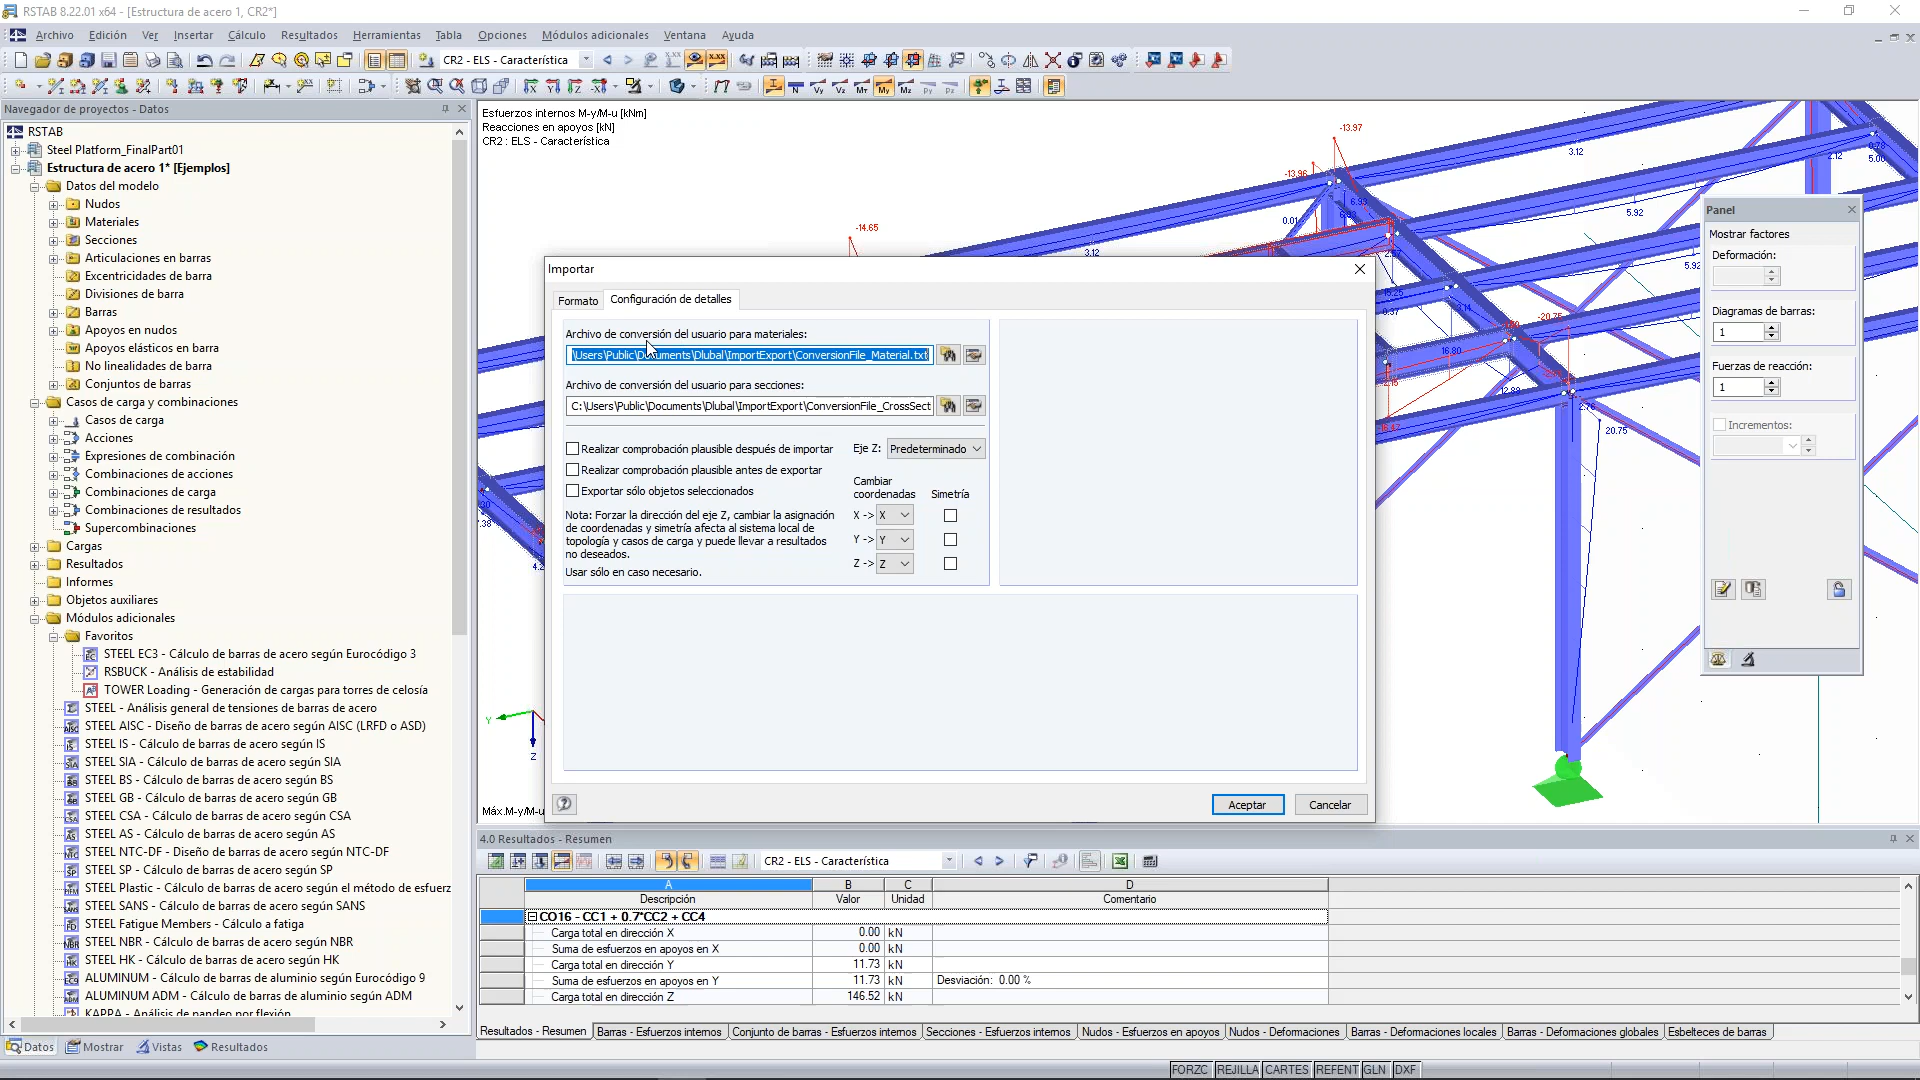 RSTAB 8.22.01 x64 - [Estructura de acero 1, CR2*]
Archivo Edición Ver Insertar Cálculo Resultados Herramientas Tabla Opciones Módulos adicionales Ventana Ayuda
CR2 - ELS - Característica
Navegador de proyectos - Datos
RSTAB
Steel Platform_FinalPart01
Estructura de acero 1* [Ejemplos]
Datos del modelo
Nudos
Materiales
Secciones
Articulaciones en barras
Excentricidades de barra
Divisiones de barra
Barras
Apoyos en nudos
Apoyos elásticos en barra
No linealidades de barra
Conjuntos de barras
Casos de carga y combinaciones
Casos de carga
Acciones
Expresiones de combinación
Combinaciones de acciones
Combinaciones de carga
Combinaciones de resultados
Supercombinaciones
Cargas
Resultados
Informes
Objetos auxiliares
Módulos adicionales
Favoritos
STEEL EC3 - Cálculo de barras de acero según Eurocódigo 3
RSBUCK - Análisis de estabilidad
TOWER Loading - Generación de cargas para torres de celosía
STEEL - Análisis general de tensiones de barras de acero
STEEL AISC - Diseño de barras de acero según AISC (LRFD o ASD)
STEEL IS - Cálculo de barras de acero según IS
STEEL SIA - Cálculo de barras de acero según SIA
STEEL BS - Cálculo de barras de acero según BS
STEEL GB - Cálculo de barras de acero según GB
STEEL CSA - Cálculo de barras de acero según CSA
STEEL AS - Cálculo de barras de acero según AS
STEEL NTC-DF - Diseño de barras de acero según NTC-DF
STEEL SP - Cálculo de barras de acero según SP
STEEL Plastic - Cálculo de barras de acero según el método de esfuerz
STEEL SANS - Cálculo de barras de acero según SANS
STEEL Fatigue Members - Cálculo a fatiga
STEEL NBR - Cálculo de barras de acero según NBR
STEEL HK - Cálculo de barras de acero según HK
ALUMINUM - Cálculo de barras de aluminio según Eurocódigo 9
ALUMINUM ADM - Cálculo de barras de aluminio según ADM
KAPPA - Análisis de pandeo por flexión
Datos Mostrar Vistas Resultados
Esfuerzos internos M-y/M-u [kNm]
Reacciones en apoyos [kN]
CR2 : ELS - Característica
-13.97
-13.96
-14.65
3.12
3.12
5.92
5.92
6.93
0.01
2.12
0.78
5.00
-20.75
16.80
12.89
2.76
20.75
Y
Z
Máx.M-y/M-u
Importar
Formato Configuración de detalles
Archivo de conversión del usuario para materiales:
\Users\Public\Documents\Dlubal\ImportExport\ConversionFile_Material.txt
Archivo de conversión del usuario para secciones:
C:\Users\Public\Documents\Dlubal\ImportExport\ConversionFile_CrossSect
Realizar comprobación plausible después de importar
Realizar comprobación plausible antes de exportar
Exportar sólo objetos seleccionados
Nota: Forzar la dirección del eje Z, cambiar la asignación
de coordenadas y simetría afecta al sistema local de
topología y casos de carga y puede llevar a resultados
no deseados.
Usar sólo en caso necesario.
Eje Z: Predeterminado
Cambiar
coordenadas Simetría
X -> X
Y -> Y
Z -> Z
Aceptar Cancelar
Panel
Mostrar factores
Deformación:
Diagramas de barras:
1
Fuerzas de reacción:
1
Incrementos:
4.0 Resultados - Resumen
CR2 - ELS - Característica
A B C D
Descripción Valor Unidad Comentario
CO16 - CC1 + 0.7*CC2 + CC4
Carga total en dirección X 0.00 kN
Suma de esfuerzos en apoyos en X 0.00 kN
Carga total en dirección Y 11.73 kN
Suma de esfuerzos en apoyos en Y 11.73 kN Desviación: 0.00 %
Carga total en dirección Z 146.52 kN
Resultados - Resumen Barras - Esfuerzos internos Conjunto de barras - Esfuerzos internos Secciones - Esfuerzos internos Nudos - Esfuerzos en apoyos Nudos - Deformaciones Barras - Deformaciones locales Barras - Deformaciones globales Esbelteces de barras
FORZC REJILLA CARTES REFENT GLN DXF